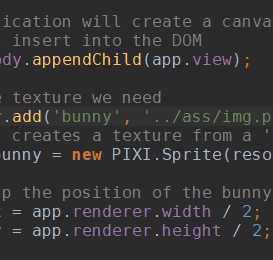 lication will create a canva
insert into the DOM
ody.appendChild(app.view);
texture we need
r.add('bunny', '../ass/img.p
creates a texture from a '
bunny = new PIXI.Sprite(reso
p the position of the bunny
= app.renderer.width / 2;
= app.renderer.height / 2;